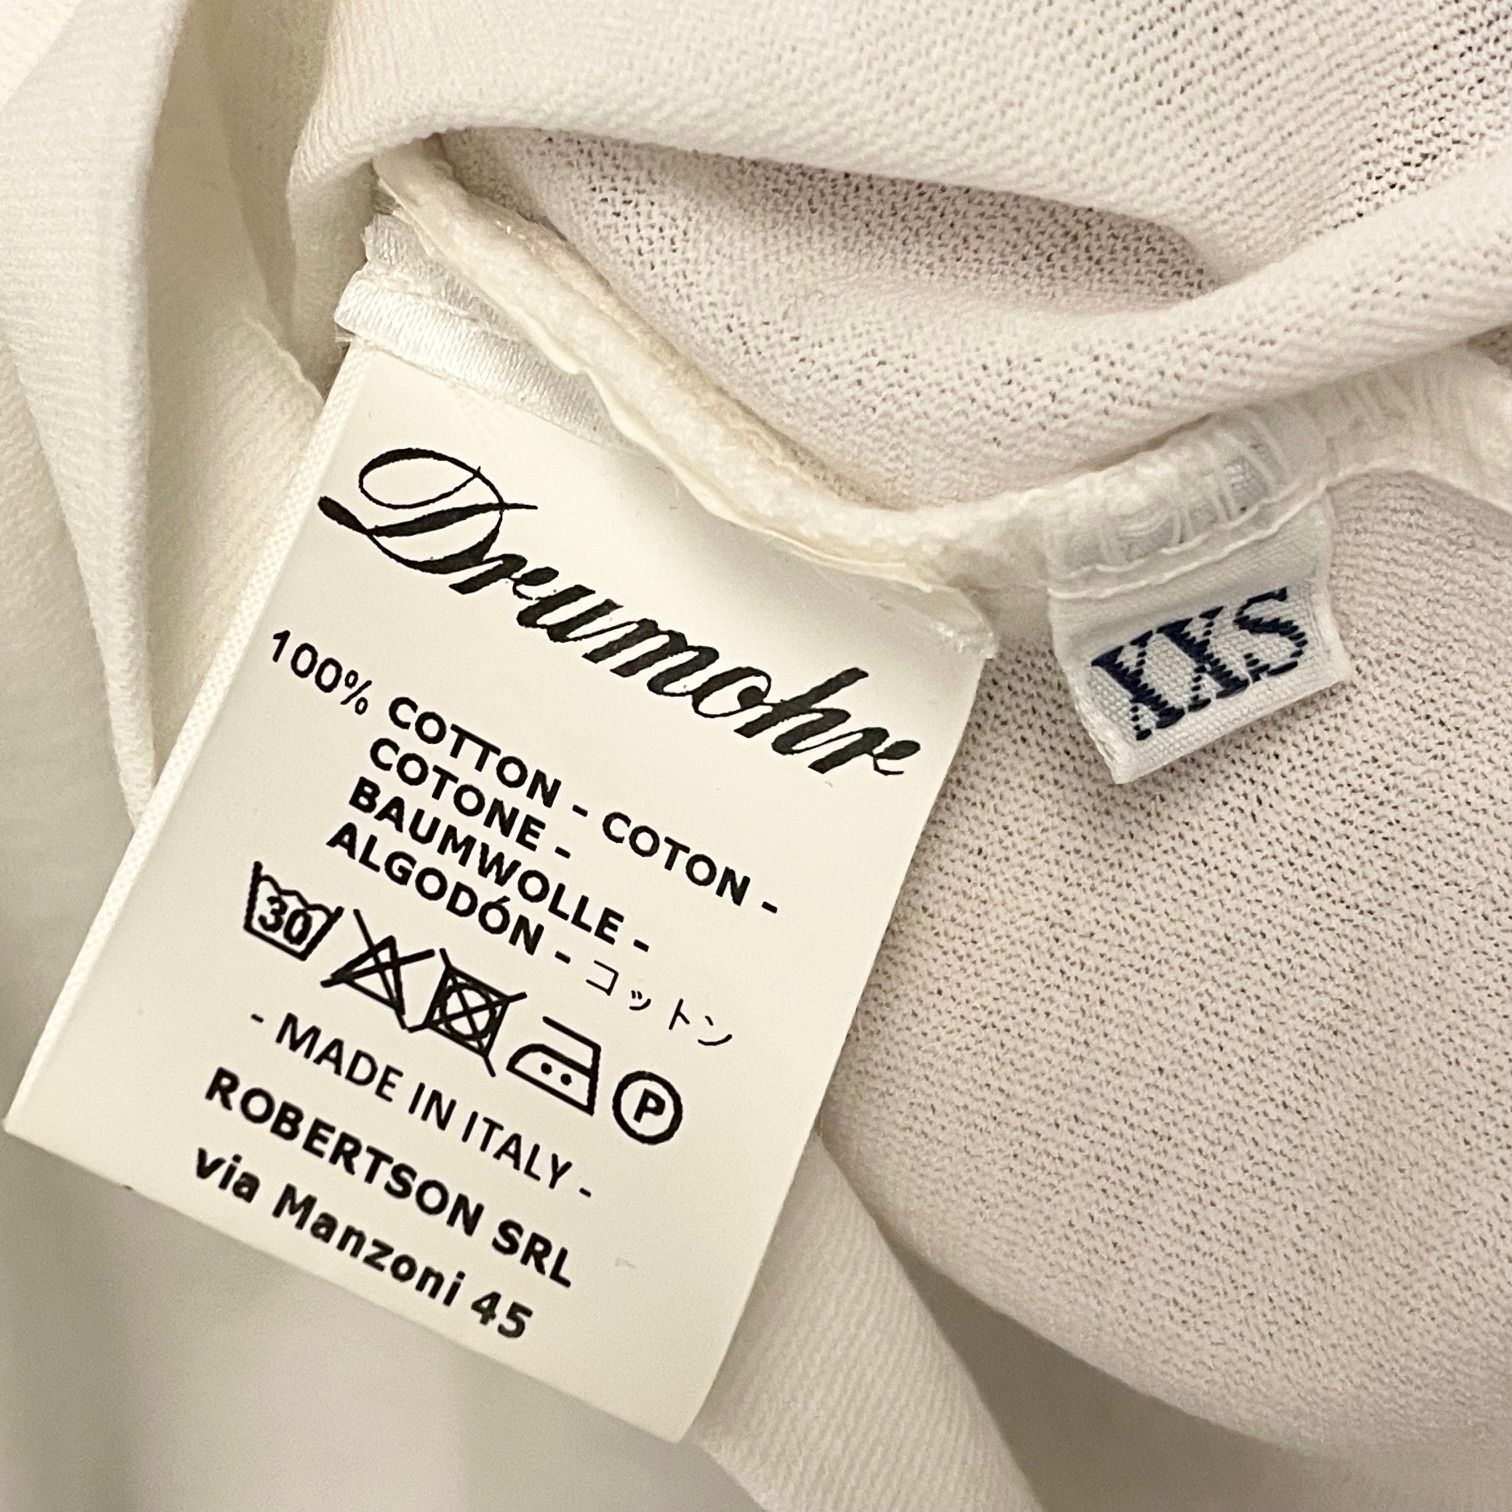 Drumohr
100% COTTON - COTON -
COTONE -
BAUMWOLLE -
ALGODÓN - コットン
30
P
- MADE IN ITALY -
ROBERTSON SRL
via Manzoni 45
XXS